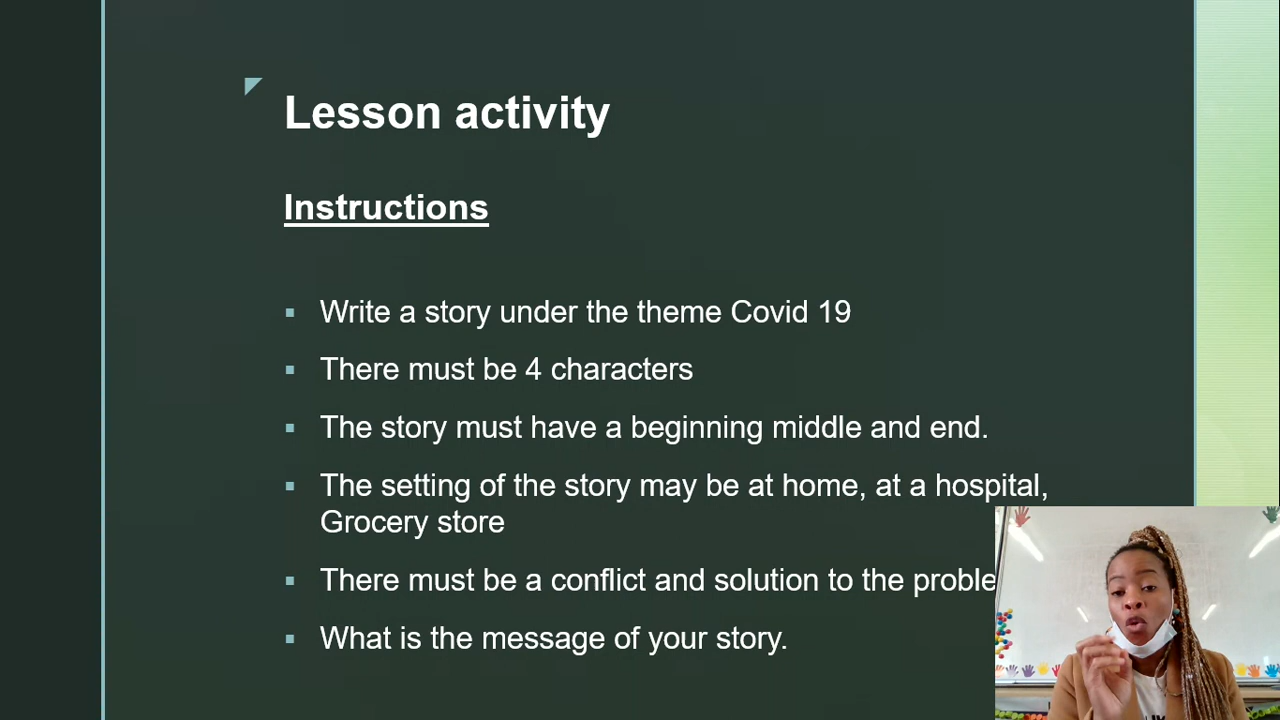 Lesson activity
Instructions
Write a story under the theme Covid 19
There must be 4 characters
The story must have a beginning middle and end.
The setting of the story may be at home, at a hospital,
Grocery store
There must be a conflict and solution to the proble
What is the message of your story.